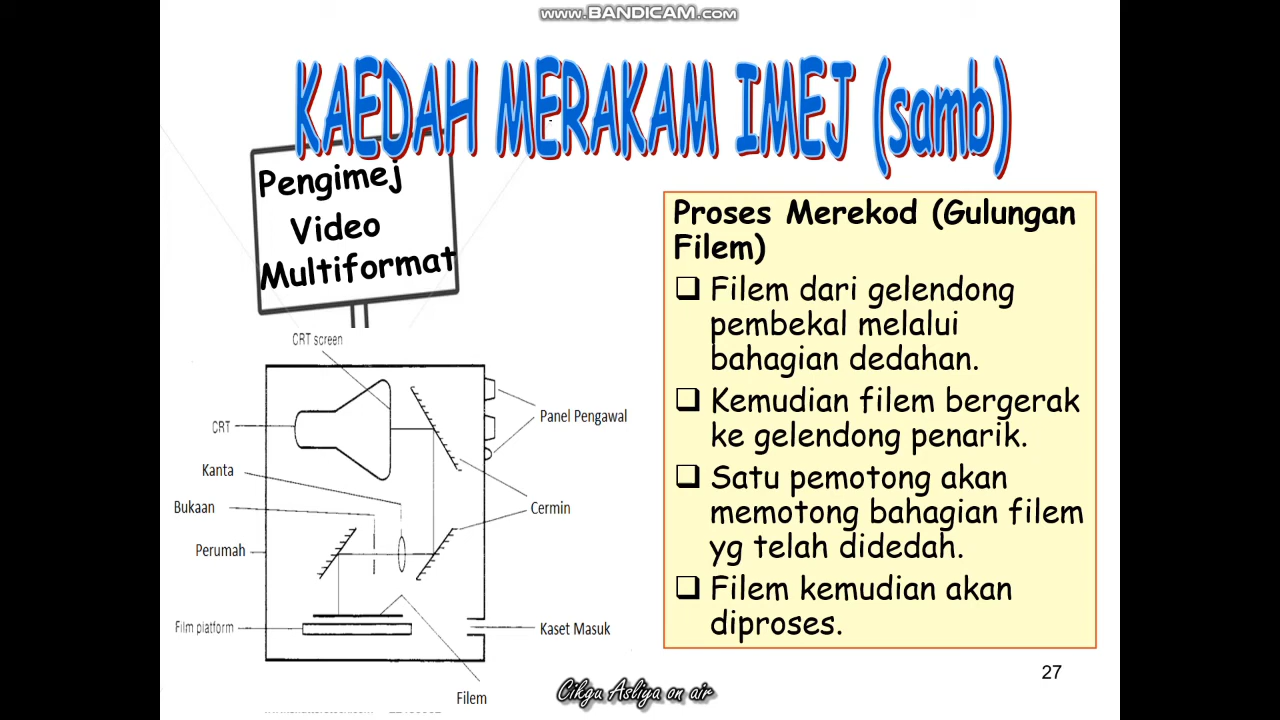 WWW.BANDICAM.COM
KAEDAH MERAKAM IMEJ (samb)
Pengimej
Video
Multiformat
CRT screen
CRT
Kanta
Bukaan
Perumah
Film platform
Panel Pengawal
Cermin
Kaset Masuk
Filem
Proses Merekod (Gulungan
Filem)
❑ Filem dari gelendong
pembekal melalui
bahagian dedahan.
❑ Kemudian filem bergerak
ke gelendong penarik.
❑ Satu pemotong akan
memotong bahagian filem
yg telah didedah.
❑ Filem kemudian akan
diproses.
27
Cikgu Asliya on air